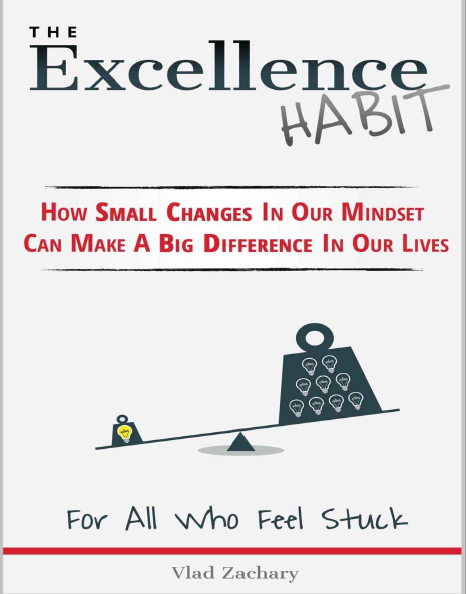 THE
Excellence
HABIT
HOW SMALL CHANGES IN OUR MINDSET
CAN MAKE A BIG DIFFERENCE IN OUR LIVES
For All Who Feel Stuck
Vlad Zachary